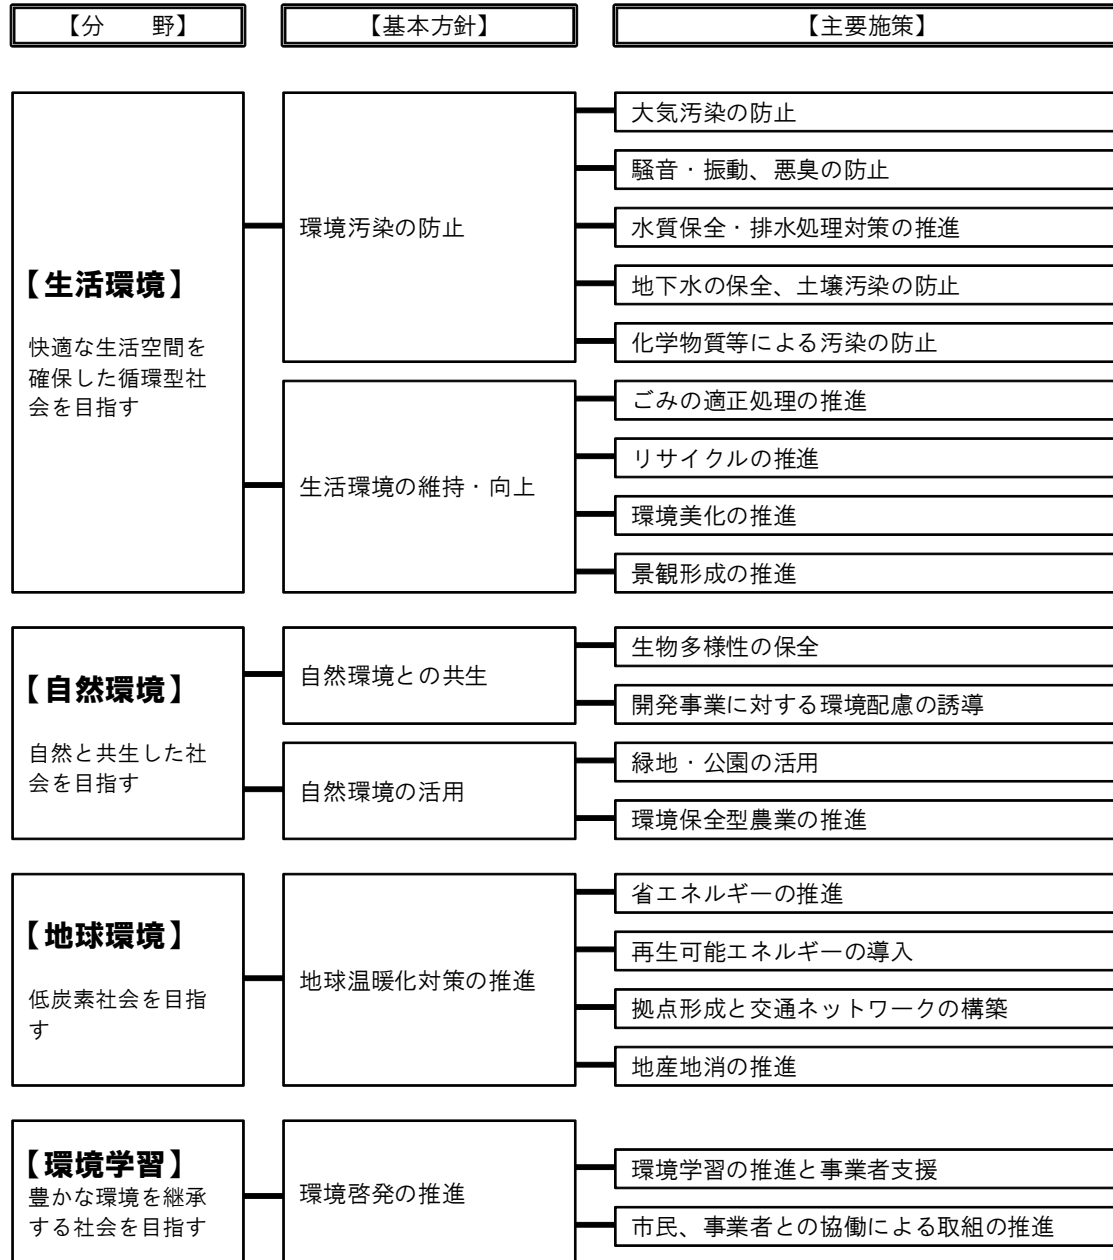 【分　　野】　【基本方針】　【主要施策】
【生活環境】
快適な生活空間を
確保した循環型社
会を目指す
環境汚染の防止
大気汚染の防止
騒音・振動、悪臭の防止
水質保全・排水処理対策の推進
地下水の保全、土壌汚染の防止
化学物質等による汚染の防止
生活環境の維持・向上
ごみの適正処理の推進
リサイクルの推進
環境美化の推進
景観形成の推進
【自然環境】
自然と共生した社
会を目指す
自然環境との共生
生物多様性の保全
開発事業に対する環境配慮の誘導
自然環境の活用
緑地・公園の活用
環境保全型農業の推進
【地球環境】
低炭素社会を目指
す
地球温暖化対策の推進
省エネルギーの推進
再生可能エネルギーの導入
拠点形成と交通ネットワークの構築
地産地消の推進
【環境学習】
豊かな環境を継承
する社会を目指す
環境啓発の推進
環境学習の推進と事業者支援
市民、事業者との協働による取組の推進